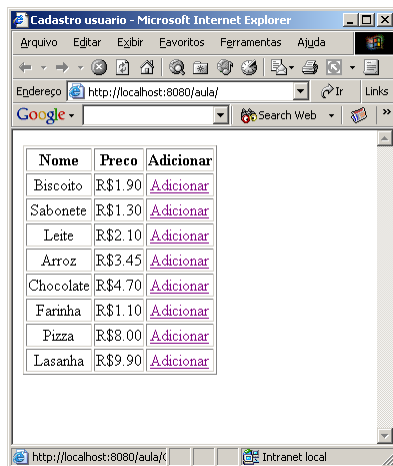 Cadastro usuario - Microsoft Internet Explorer
Arquivo Editar Exibir Favoritos Ferramentas Ajuda
Endereço http://localhost:8080/aula/ Ir Links
Google Search Web »
Nome Preco Adicionar
Biscoito R$1.90 Adicionar
Sabonete R$1.30 Adicionar
Leite R$2.10 Adicionar
Arroz R$3.45 Adicionar
Chocolate R$4.70 Adicionar
Farinha R$1.10 Adicionar
Pizza R$8.00 Adicionar
Lasanha R$9.90 Adicionar
http://localhost:8080/aula/ Intranet local